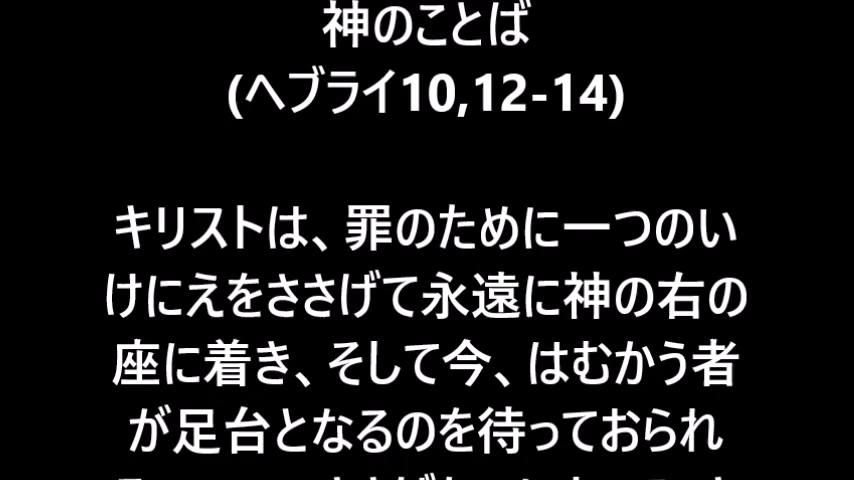 神のことば
(ヘブライ10,12-14)
キリストは、罪のために一つのい
けにえをささげて永遠に神の右の
座に着き、そして今、はむかう者
が足台となるのを待っておられ